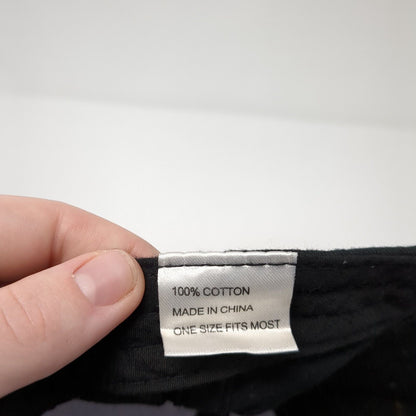 100% COTTON
MADE IN CHINA
ONE SIZE FITS MOST